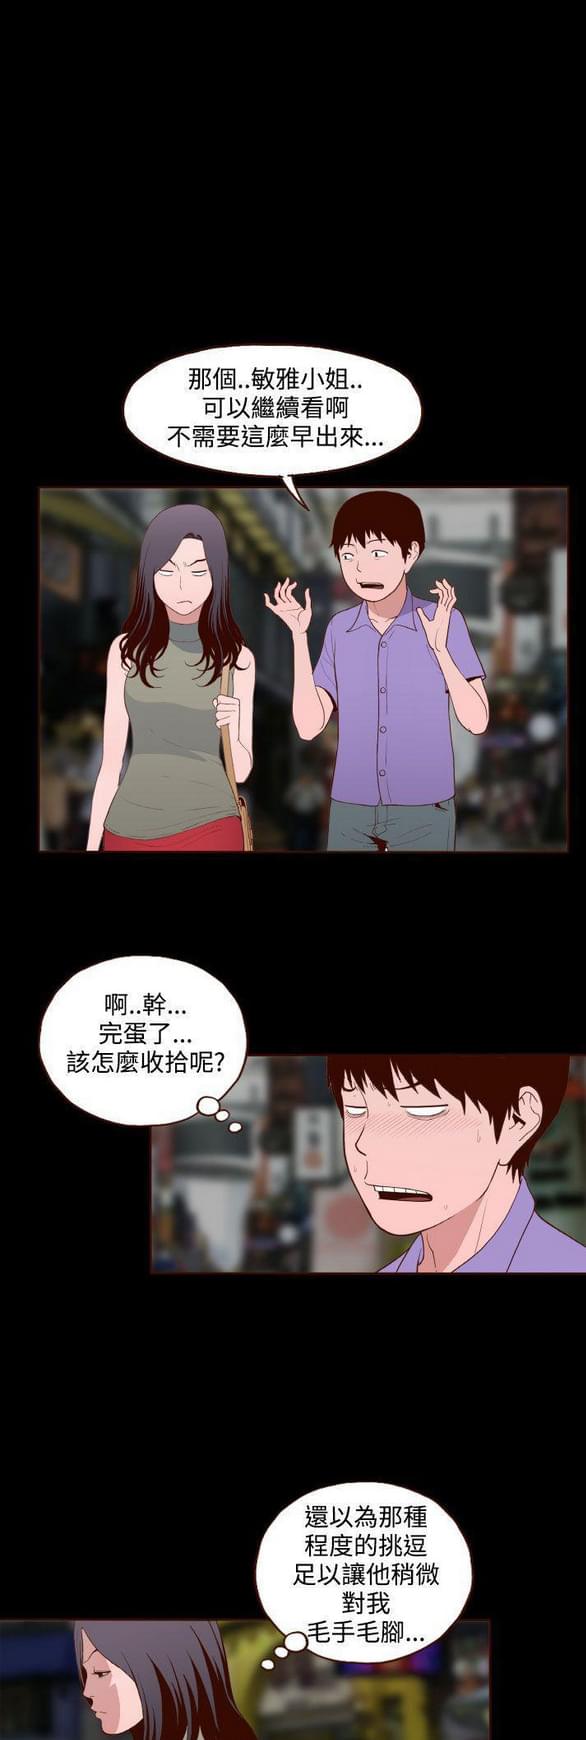 那個..敏雅小姐..
可以繼續看啊
不需要這麼早出來...
啊..幹...
完蛋了...
該怎麼收拾呢?
還以為那種
程度的挑逗
足以讓他稍微
對我
毛手毛腳...